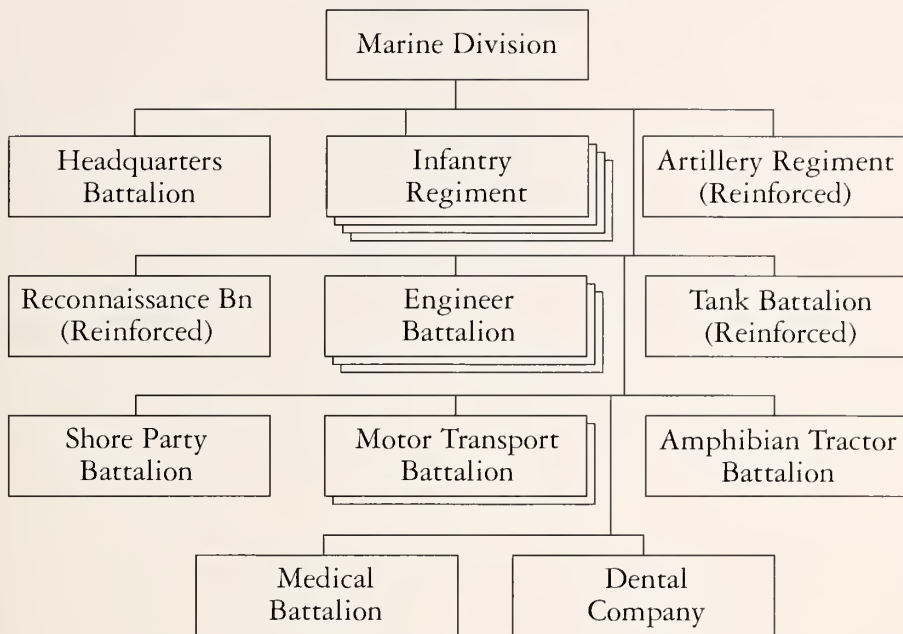 Marine Division
Headquarters
Battalion
Infantry
Regiment
Artillery Regiment
(Reinforced)
Reconnaissance Bn
(Reinforced)
Engineer
Battalion
Tank Battalion
(Reinforced)
Shore Party
Battalion
Motor Transport
Battalion
Amphibian Tractor
Battalion
Medical
Battalion
Dental
Company